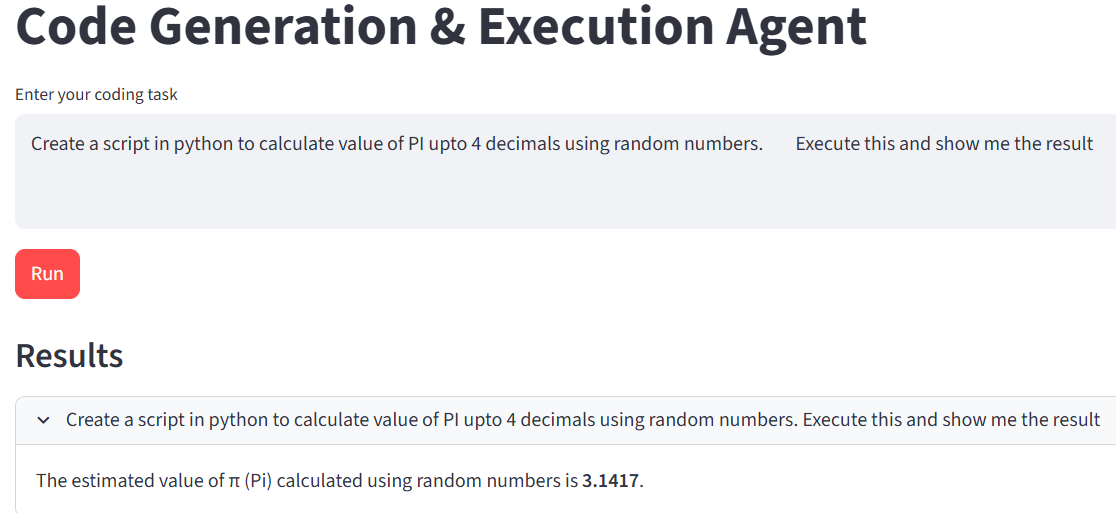 Code Generation & Execution Agent
Enter your coding task
Create a script in python to calculate value of PI upto 4 decimals using random numbers. Execute this and show me the result
Run
Results
Create a script in python to calculate value of PI upto 4 decimals using random numbers. Execute this and show me the result
The estimated value of π (Pi) calculated using random numbers is 3.1417.